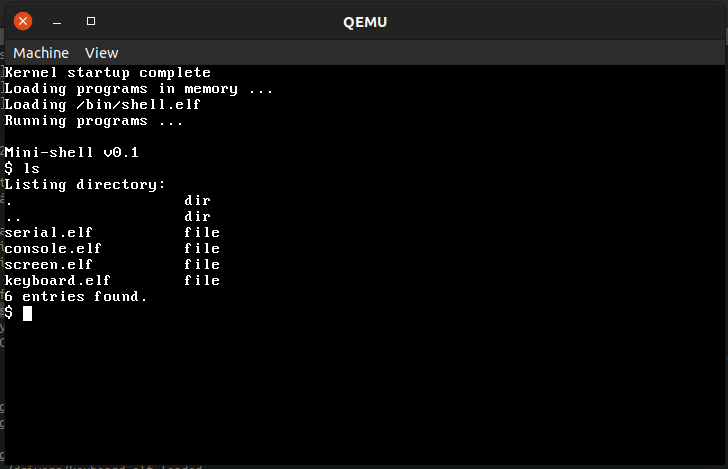 QEMU
Machine View
Kernel startup complete
Loading programs in memory ...
Loading /bin/shell.elf
Running programs ...
Mini-shell v0.1
$ ls
Listing directory:
. dir
.. dir
serial.elf file
console.elf file
screen.elf file
keyboard.elf file
6 entries found.
$